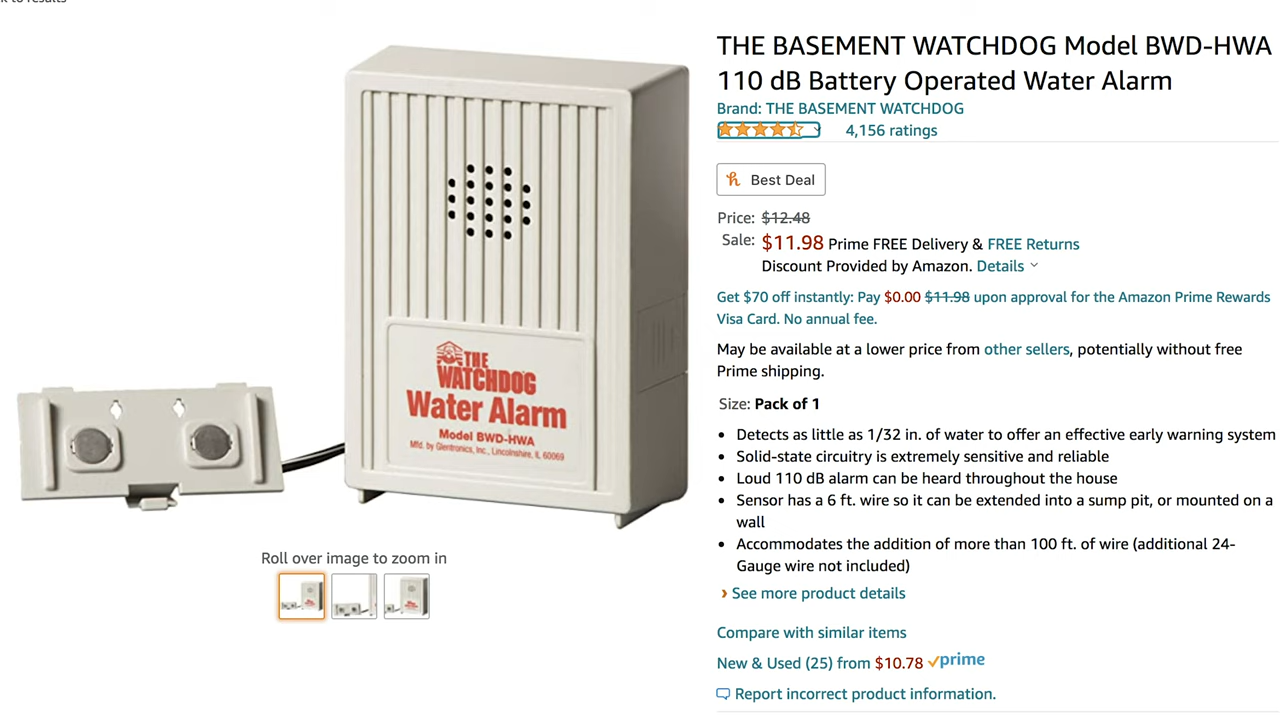 to results
THE BASEMENT WATCHDOG Model BWD-HWA
110 dB Battery Operated Water Alarm
Brand: THE BASEMENT WATCHDOG
4,156 ratings
Best Deal
Price: $12.48
Sale: $11.98 Prime FREE Delivery & FREE Returns
Discount Provided by Amazon. Details
Get $70 off instantly: Pay $0.00 $11.98 upon approval for the Amazon Prime Rewards
Visa Card. No annual fee.
May be available at a lower price from other sellers, potentially without free
Prime shipping.
Size: Pack of 1
• Detects as little as 1/32 in. of water to offer an effective early warning system
• Solid-state circuitry is extremely sensitive and reliable
• Loud 110 dB alarm can be heard throughout the house
• Sensor has a 6 ft. wire so it can be extended into a sump pit, or mounted on a
wall
• Accommodates the addition of more than 100 ft. of wire (additional 24-
Gauge wire not included)
› See more product details
Compare with similar items
New & Used (25) from $10.78 prime
Report incorrect product information.
THE
WATCHDOG
Water Alarm
Model BWD-HWA
Mfd. by Glentronics, Inc., Lincolnshire, IL 60069
Roll over image to zoom in